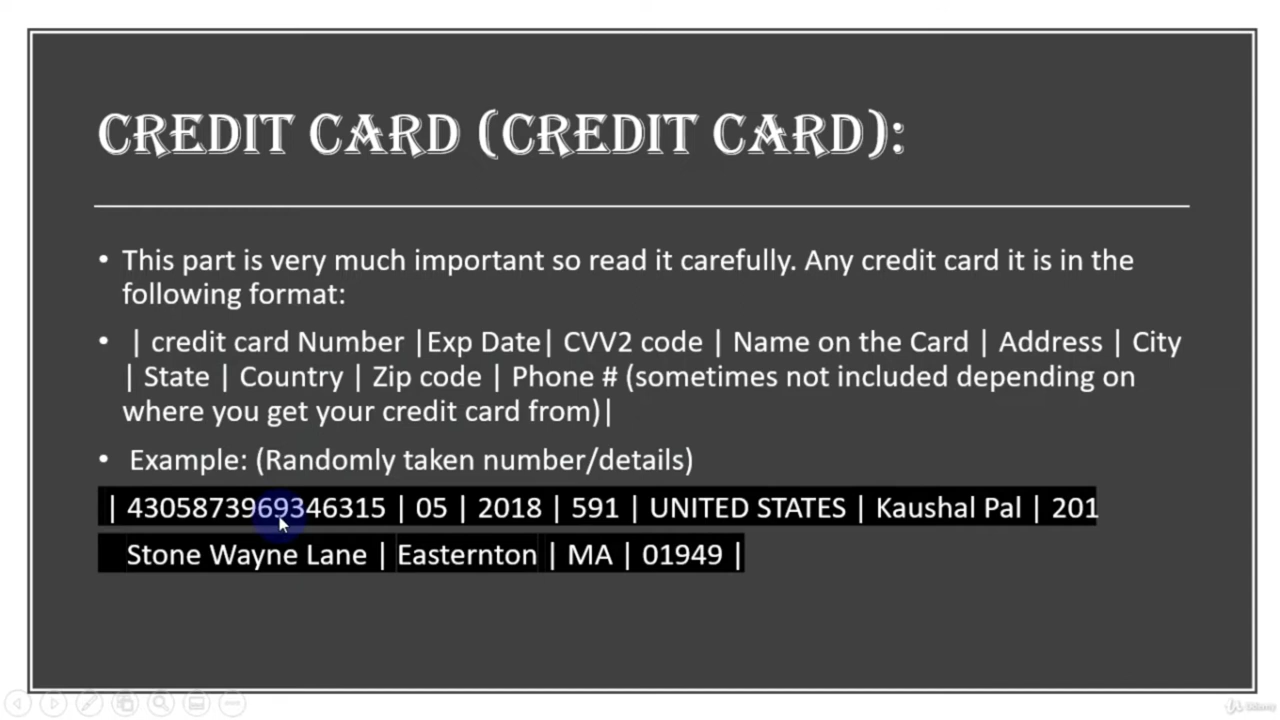 CREDIT CARD (CREDIT CARD):
• This part is very much important so read it carefully. Any credit card it is in the
following format:
• | credit card Number |Exp Date| CVV2 code | Name on the Card | Address | City
| State | Country | Zip code | Phone # (sometimes not included depending on
where you get your credit card from)|
• Example: (Randomly taken number/details)
| 4305873969346315 | 05 | 2018 | 591 | UNITED STATES | Kaushal Pal | 201
Stone Wayne Lane | Easternton | MA | 01949 |
Udemy